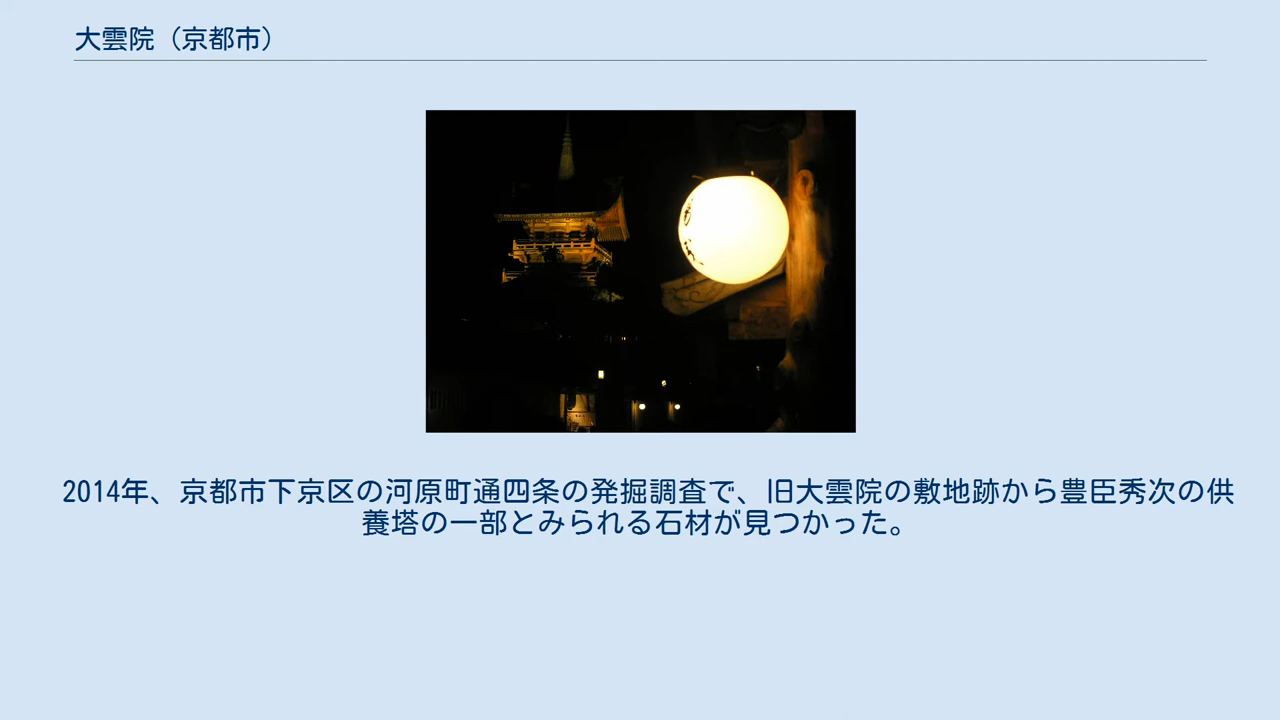 大雲院（京都市）
2014年、京都市下京区の河原町通四条の発掘調査で、旧大雲院の敷地跡から豊臣秀次の供
養塔の一部とみられる石材が見つかった。